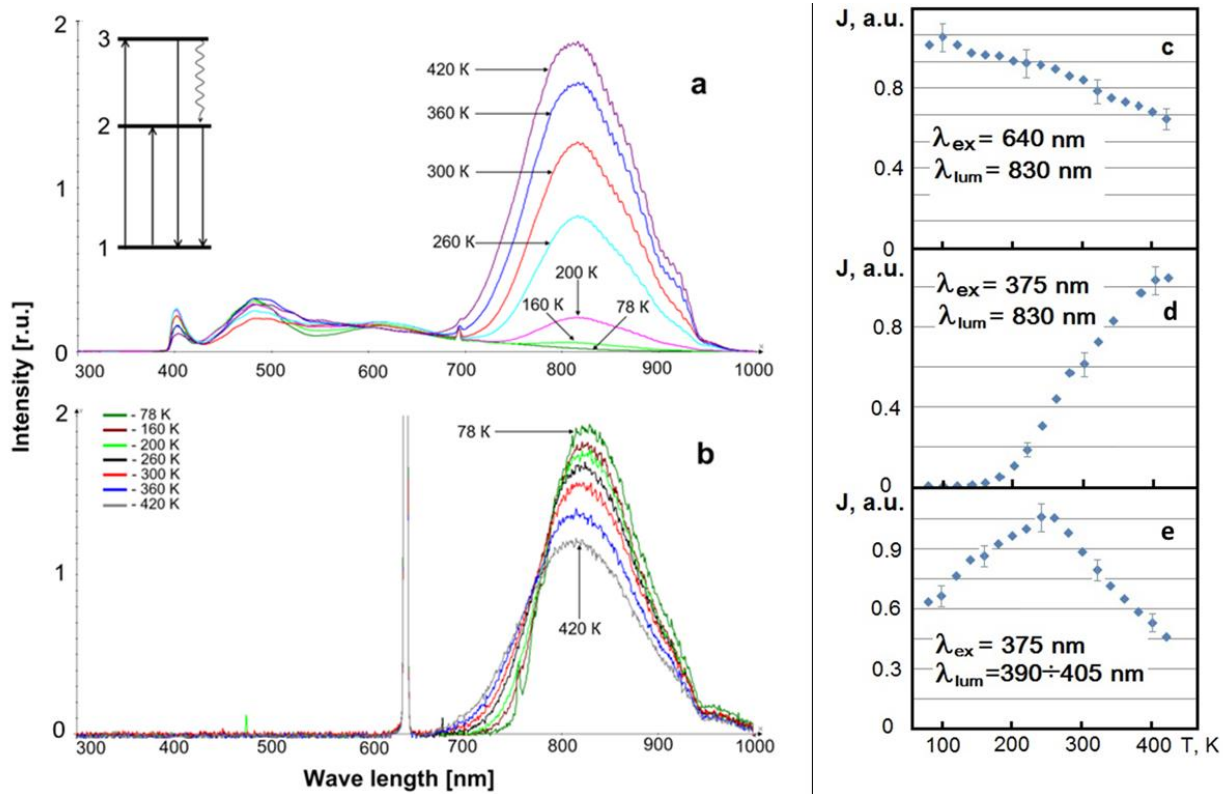 2
3
420 K
a
360 K
2
300 K
1
260 K
200 K
160 K
78 K
1
0
300
400
500
600
700
800
900
1000
Intensity [r.u.]
2
- 78 K
- 160 K
- 200 K
- 260 K
- 300 K
- 360 K
- 420 K
78 K
b
1
420 K
0
300
400
500
600
700
800
900
1000
Wave length [nm]
J, a.u.
c
0.8
λex = 640 nm
λlum = 830 nm
0.4
0
J, a.u.
λex = 375 nm
λlum = 830 nm
d
0.8
0.4
0
J, a.u.
e
0.9
0.6
λex = 375 nm
λlum =390÷405 nm
0.3
0
100
200
300
400
T, K